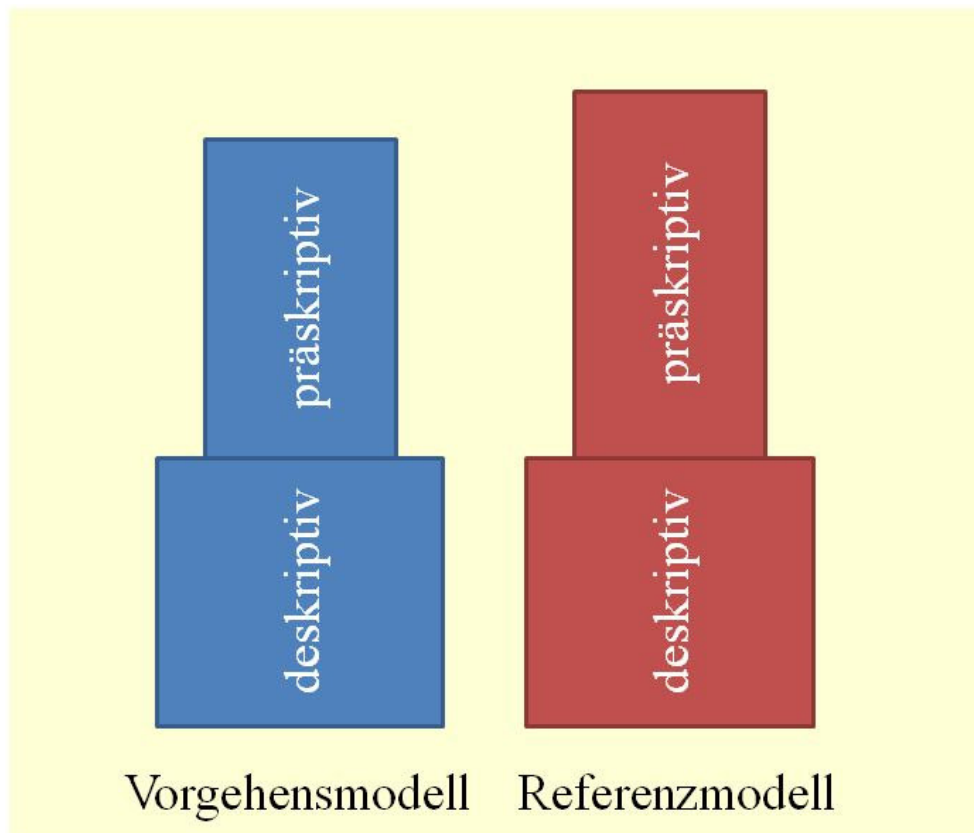 präskriptiv
präskriptiv
deskriptiv
deskriptiv
Vorgehensmodell
Referenzmodell